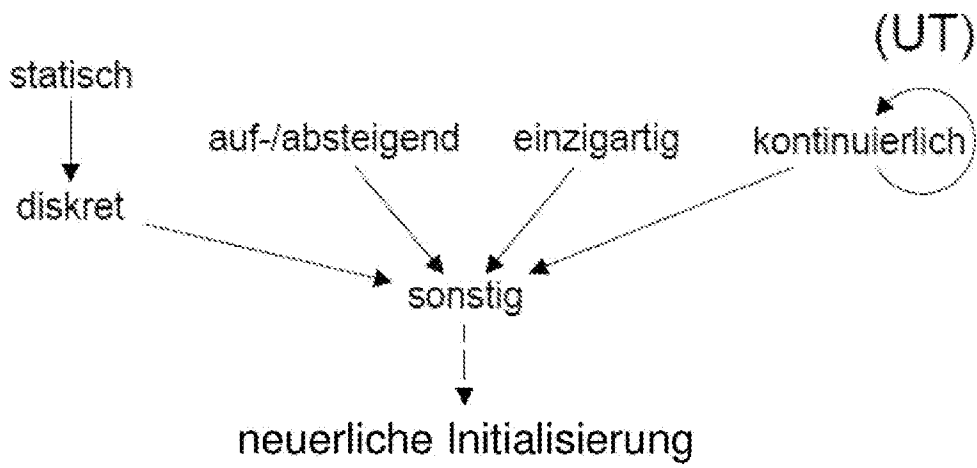 (UT)
statisch
auf-/absteigend
einzigartig
kontinuierlich
diskret
sonstig
neuerliche Initialisierung